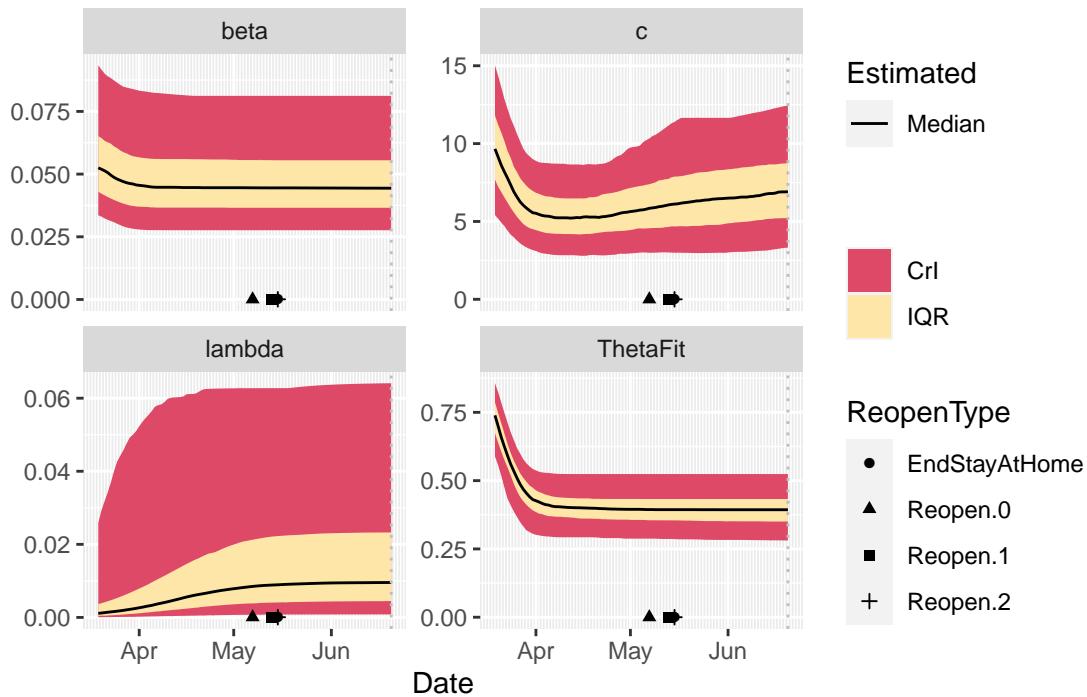 beta
c
0.075
0.050
0.025
0.000
15
10
5
0
lambda
ThetaFit
0.06
0.04
0.02
0.00
0.75
0.50
0.25
0.00
Apr May Jun
Apr May Jun
Date
Estimated
Median
CrI
IQR
ReopenType
EndStayAtHome
Reopen.0
Reopen.1
Reopen.2